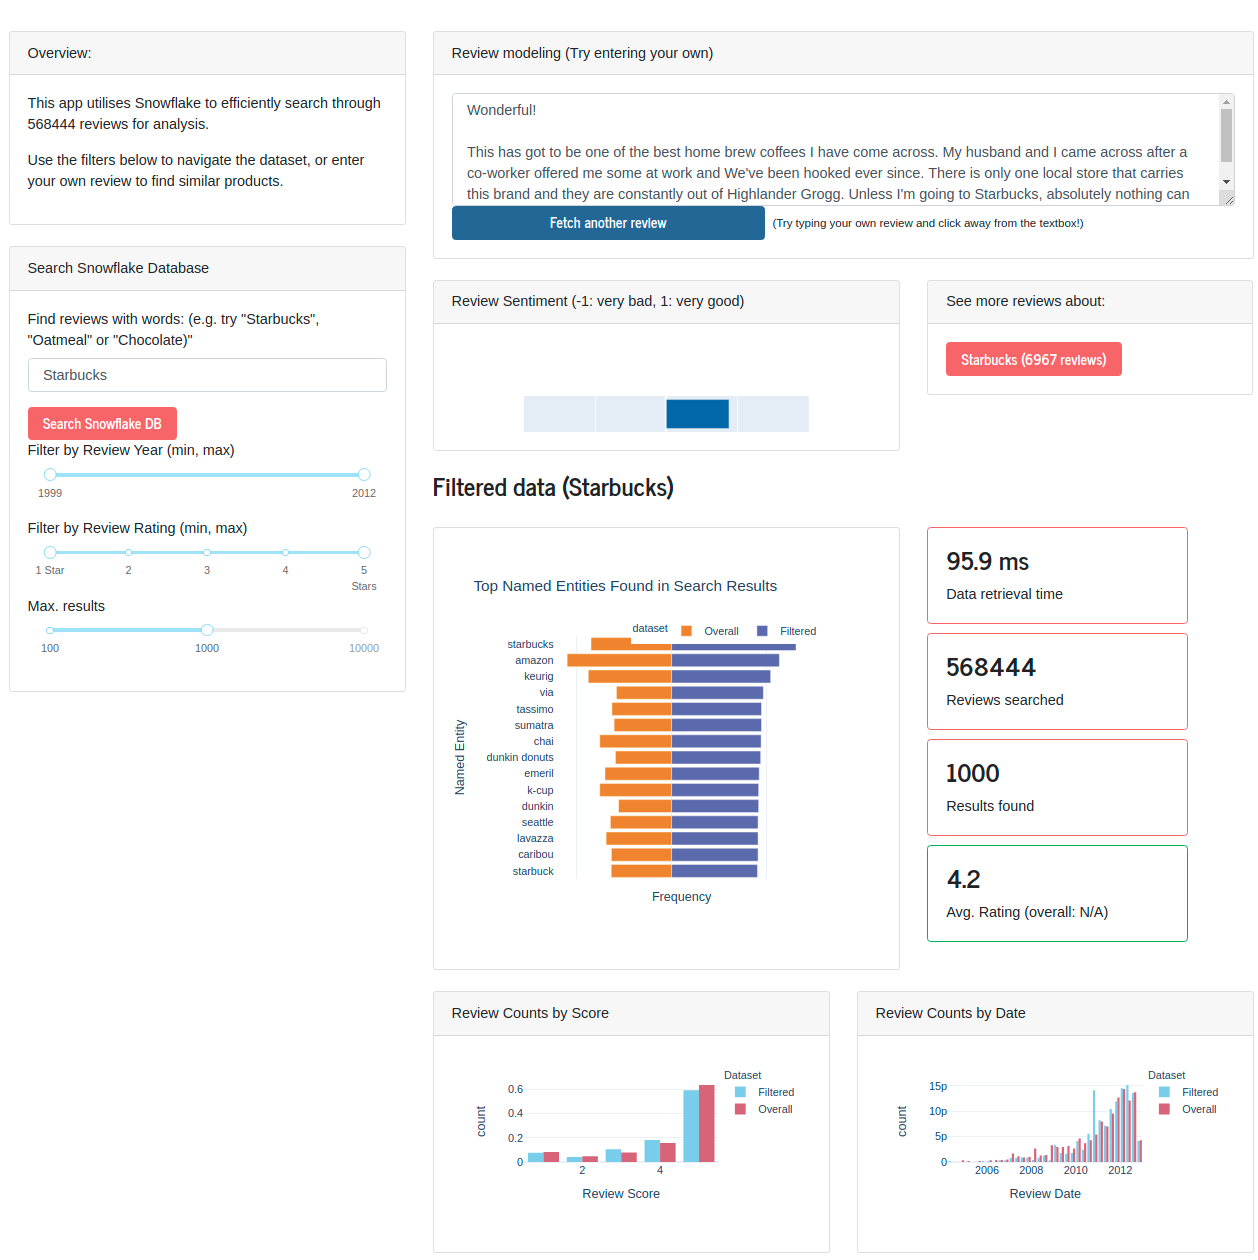 Overview:
This app utilises Snowflake to efficiently search through
568444 reviews for analysis.
Use the filters below to navigate the dataset, or enter
your own review to find similar products.
Search Snowflake Database
Find reviews with words: (e.g. try "Starbucks",
"Oatmeal" or "Chocolate)"
Starbucks
Search Snowflake DB
Filter by Review Year (min, max)
1999 2012
Filter by Review Rating (min, max)
1 Star 2 3 4 5
Stars
Max. results
100 1000 10000
Review modeling (Try entering your own)
Wonderful!
This has got to be one of the best home brew coffees I have come across. My husband and I came across after a
co-worker offered me some at work and We've been hooked ever since. There is only one local store that carries
this brand and they are constantly out of Highlander Grogg. Unless I'm going to Starbucks, absolutely nothing can
Fetch another review
(Try typing your own review and click away from the textbox!)
Review Sentiment (-1: very bad, 1: very good)
See more reviews about:
Starbucks (6967 reviews)
Filtered data (Starbucks)
Top Named Entities Found in Search Results
dataset Overall Filtered
starbucks
amazon
keurig
via
tassimo
sumatra
chai
dunkin donuts
emeril
k-cup
dunkin
seattle
lavazza
caribou
starbuck
Named Entity
Frequency
95.9 ms
Data retrieval time
568444
Reviews searched
1000
Results found
4.2
Avg. Rating (overall: N/A)
Review Counts by Score
Dataset
Filtered
Overall
0.6
0.4
0.2
0
count
2 4
Review Score
Review Counts by Date
Dataset
Filtered
Overall
15p
10p
5p
0
count
2006 2008 2010 2012
Review Date